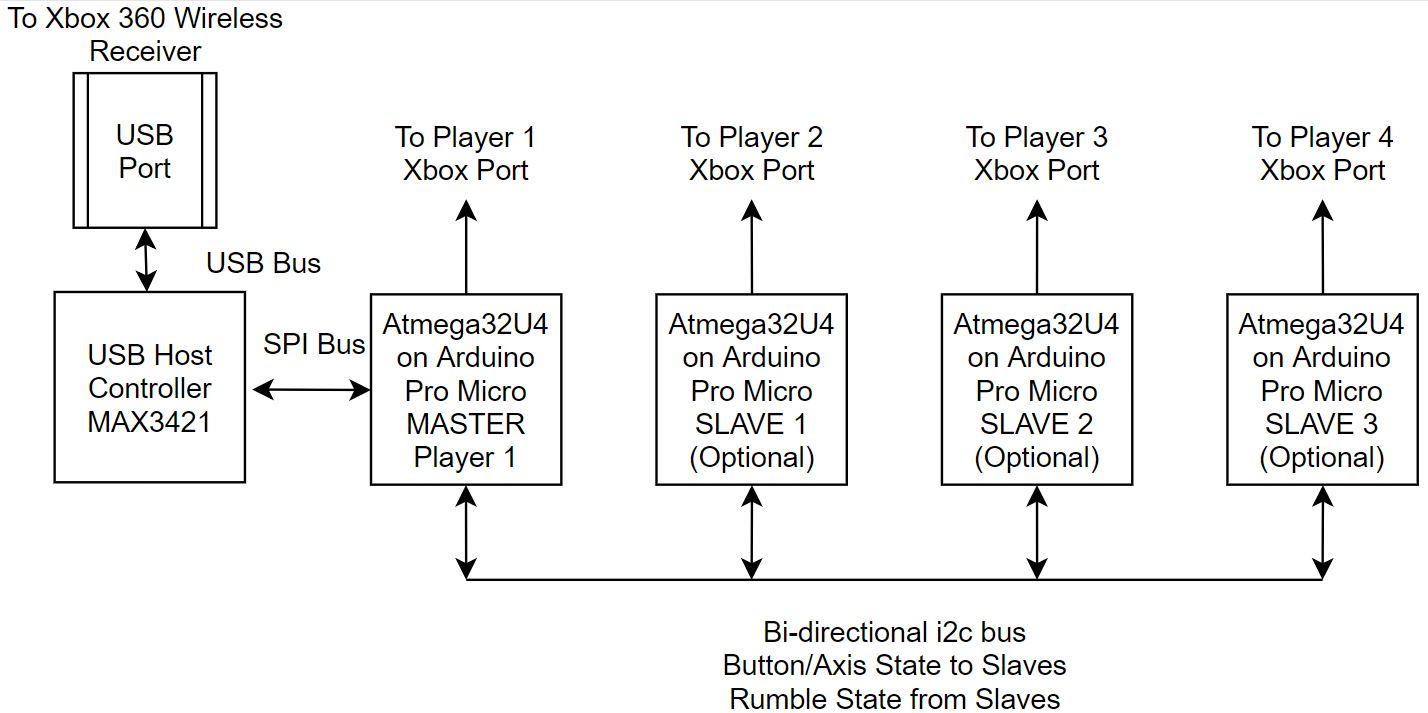 To Xbox 360 Wireless
Receiver
USB
Port
USB Bus
USB Host
Controller
MAX3421
SPI Bus
To Player 1
Xbox Port
To Player 2
Xbox Port
To Player 3
Xbox Port
To Player 4
Xbox Port
Atmega32U4
on Arduino
Pro Micro
MASTER
Player 1
Atmega32U4
on Arduino
Pro Micro
SLAVE 1
(Optional)
Atmega32U4
on Arduino
Pro Micro
SLAVE 2
(Optional)
Atmega32U4
on Arduino
Pro Micro
SLAVE 3
(Optional)
Bi-directional i2c bus
Button/Axis State to Slaves
Rumble State from Slaves